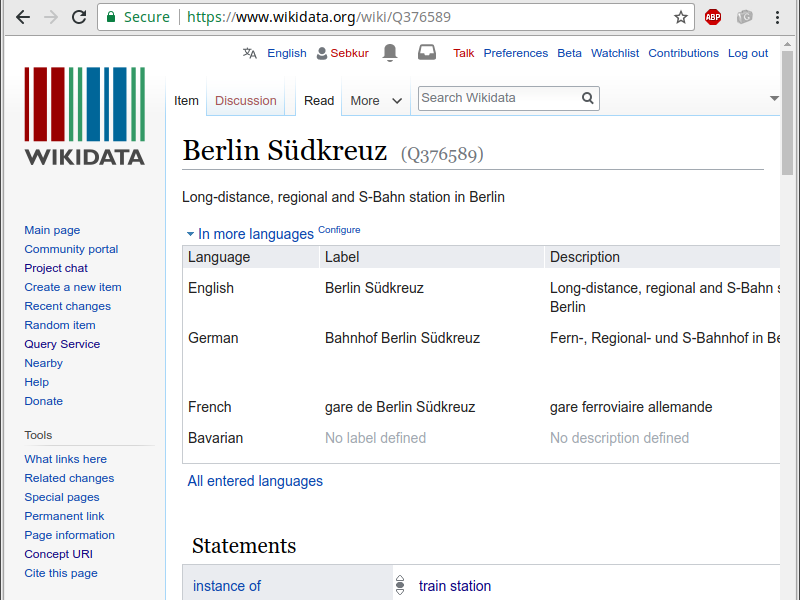 Secure https://www.wikidata.org/wiki/Q376589 ABP
English Sebkur Talk Preferences Beta Watchlist Contributions Log out
Item Discussion Read More Search Wikidata
WIKIDATA
Berlin Südkreuz (Q376589)
Long-distance, regional and S-Bahn station in Berlin
In more languages Configure
Language Label Description
English Berlin Südkreuz Long-distance, regional and S-Bahn
Berlin
German Bahnhof Berlin Südkreuz Fern-, Regional- und S-Bahnhof in
French gare de Berlin Südkreuz gare ferroviaire allemande
Bavarian No label defined No description defined
All entered languages
Statements
instance of train station
Main page
Community portal
Project chat
Create a new item
Recent changes
Random item
Query Service
Nearby
Help
Donate
Tools
What links here
Related changes
Special pages
Permanent link
Page information
Concept URI
Cite this page